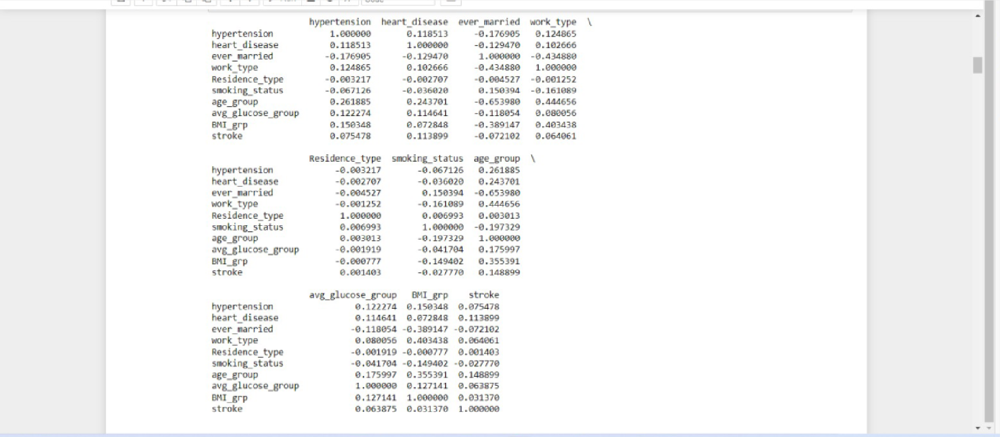 hypertension heart_disease ever_married work_type \
hypertension 1.000000 0.118513 -0.176905 0.124865
heart_disease 0.118513 1.000000 -0.129470 0.102666
ever_married -0.176905 -0.129470 1.000000 -0.434880
work_type 0.124865 0.102666 -0.434880 1.000000
Residence_type -0.003217 -0.002707 -0.004527 -0.001252
smoking_status -0.067126 -0.036020 0.150394 -0.161089
age_group 0.261885 0.243701 -0.653980 0.444656
avg_glucose_group 0.122274 0.114641 -0.118054 0.080056
BMI_grp 0.150348 0.072848 -0.389147 0.403438
stroke 0.075478 0.113899 -0.072102 0.064061
Residence_type smoking_status age_group \
hypertension -0.003217 -0.067126 0.261885
heart_disease -0.002707 -0.036020 0.243701
ever_married -0.004527 0.150394 -0.653980
work_type -0.001252 -0.161089 0.444656
Residence_type 1.000000 0.006993 0.003013
smoking_status 0.006993 1.000000 -0.197329
age_group 0.003013 -0.197329 1.000000
avg_glucose_group -0.001919 -0.041704 0.175997
BMI_grp -0.000777 -0.149402 0.355391
stroke 0.001403 -0.027770 0.148899
avg_glucose_group BMI_grp stroke
hypertension 0.122274 0.150348 0.075478
heart_disease 0.114641 0.072848 0.113899
ever_married -0.118054 -0.389147 -0.072102
work_type 0.080056 0.403438 0.064061
Residence_type -0.001919 -0.000777 0.001403
smoking_status -0.041704 -0.149402 -0.027770
age_group 0.175997 0.355391 0.148899
avg_glucose_group 1.000000 0.127141 0.063875
BMI_grp 0.127141 1.000000 0.031370
stroke 0.063875 0.031370 1.000000